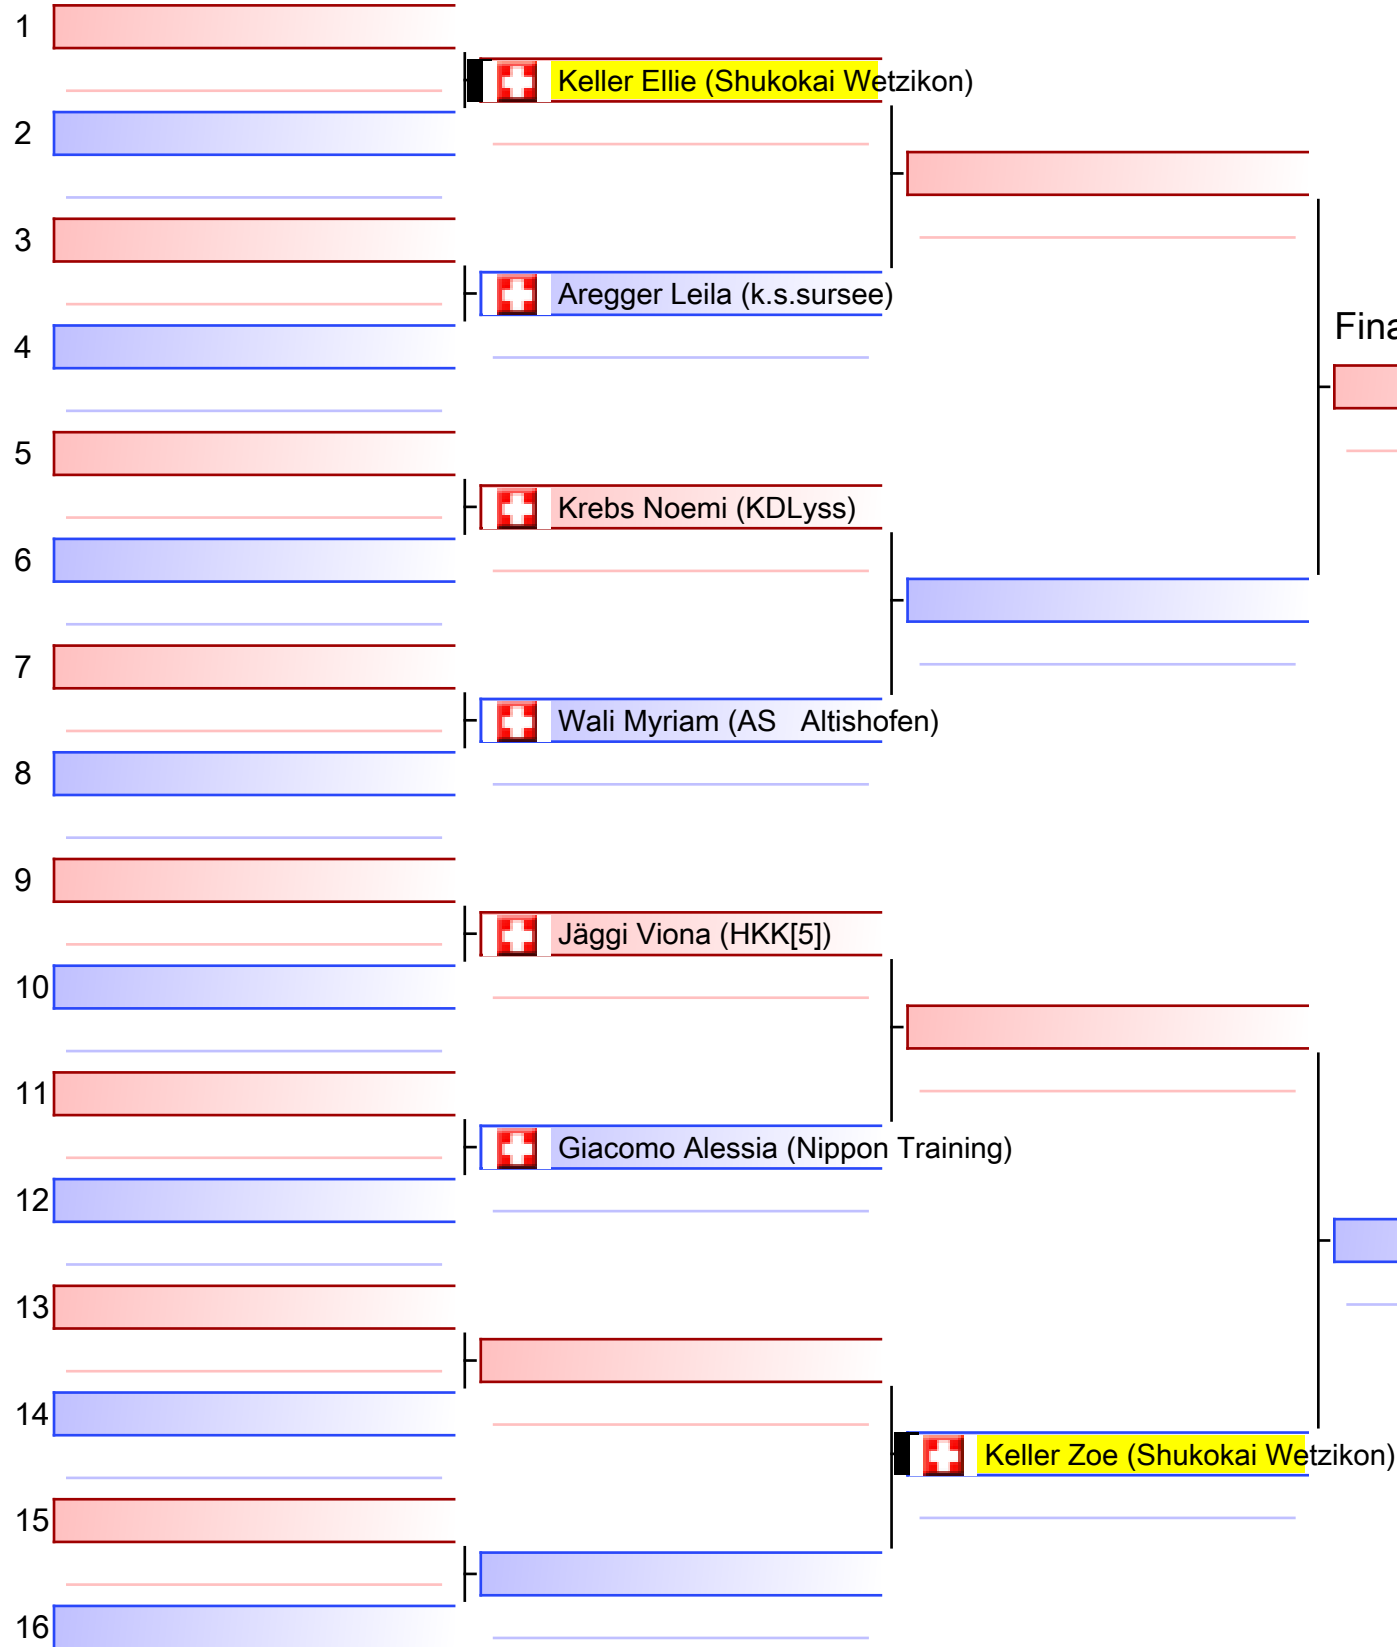 1
Keller Ellie (Shukokai Wetzikon)
2
3
Aregger Leila (k.s.sursee)
4
Fina
5
Krebs Noemi (KDLyss)
6
7
Wali Myriam (AS Altishofen)
8
9
Jäggi Viona (HKK[5])
10
11
Giacomo Alessia (Nippon Training)
12
13
14
Keller Zoe (Shukokai Wetzikon)
15
16